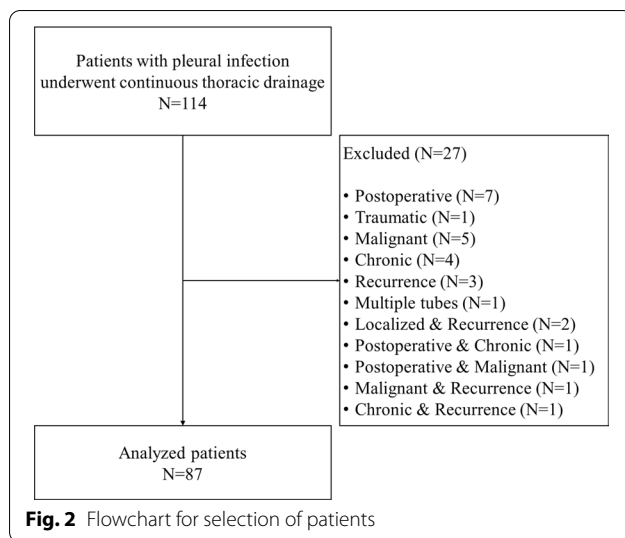 Patients with pleural infection
underwent continuous thoracic drainage
N=114
Excluded (N=27)
• Postoperative (N=7)
• Traumatic (N=1)
• Malignant (N=5)
• Chronic (N=4)
• Recurrence (N=3)
• Multiple tubes (N=1)
• Localized & Recurrence (N=2)
• Postoperative & Chronic (N=1)
• Postoperative & Malignant (N=1)
• Malignant & Recurrence (N=1)
• Chronic & Recurrence (N=1)
Analyzed patients
N=87
Fig. 2 Flowchart for selection of patients